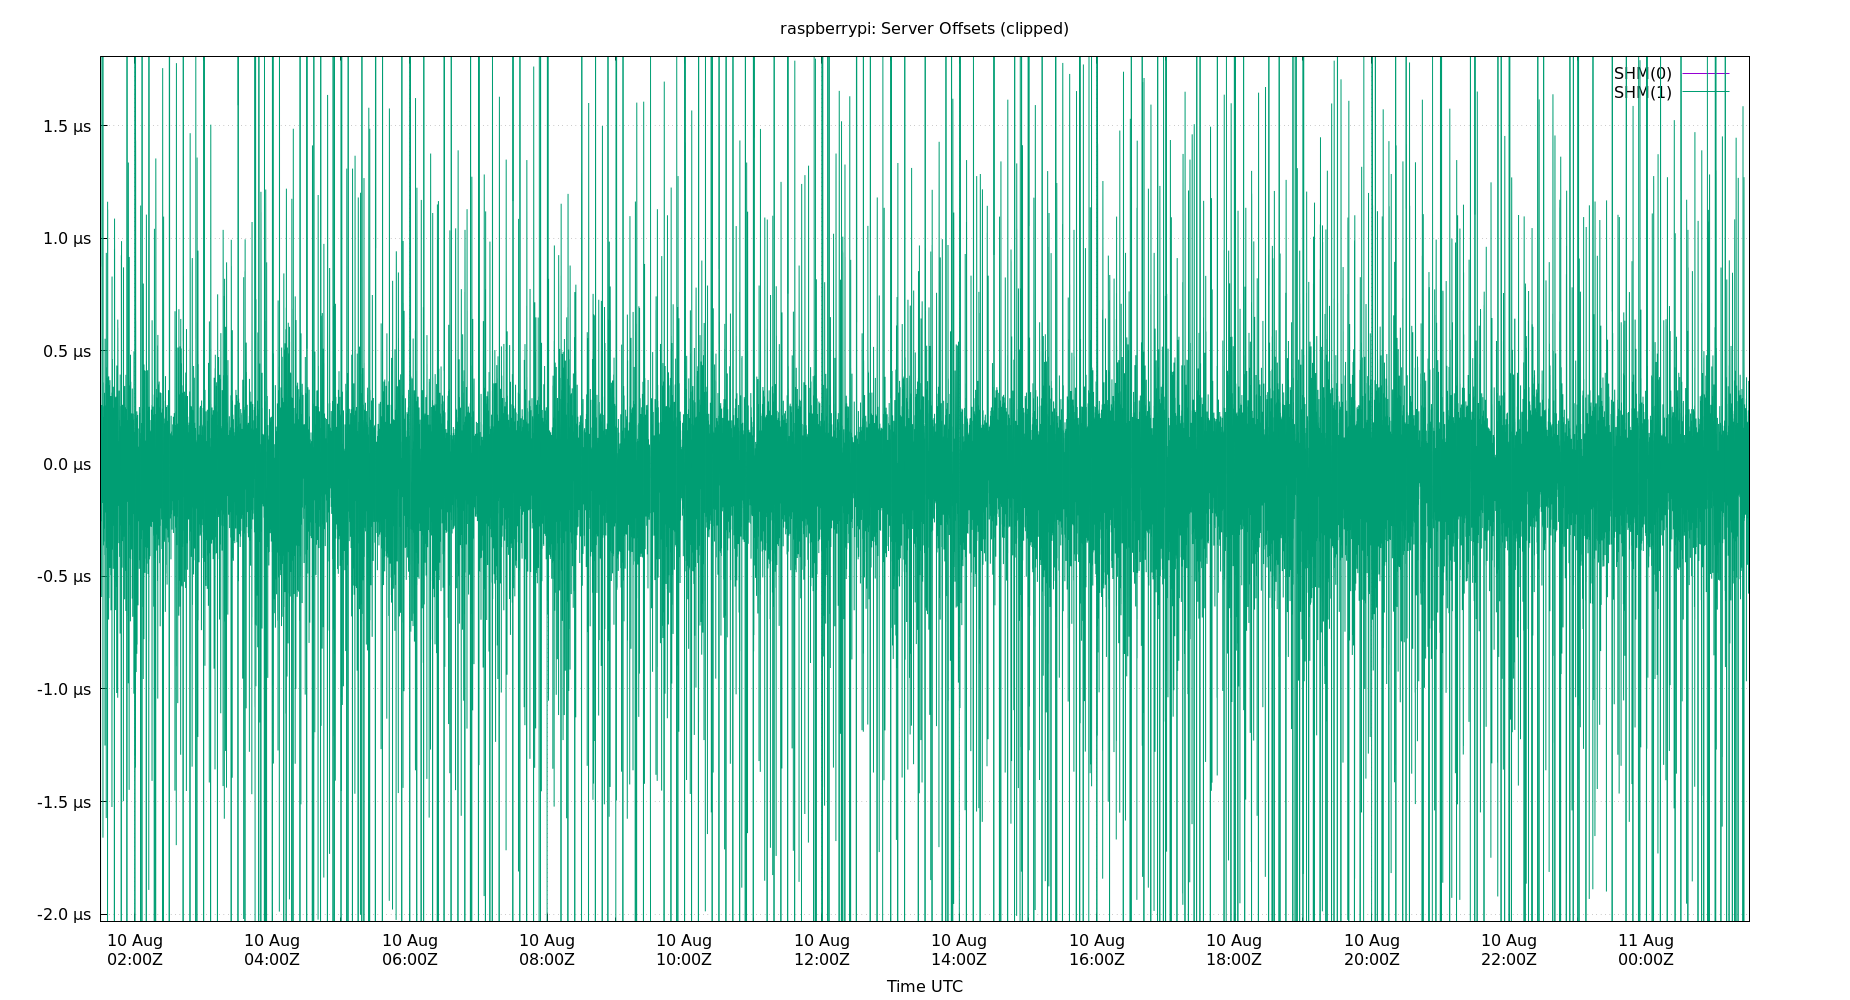 raspberrypi: Server Offsets (clipped)
SHM(0)
SHM(1)
1.5 µs
1.0 µs
0.5 µs
0.0 µs
-0.5 µs
-1.0 µs
-1.5 µs
-2.0 µs
10 Aug 10 Aug 10 Aug 10 Aug 10 Aug 10 Aug 10 Aug 10 Aug 10 Aug 10 Aug 10 Aug 11 Aug
02:00Z 04:00Z 06:00Z 08:00Z 10:00Z 12:00Z 14:00Z 16:00Z 18:00Z 20:00Z 22:00Z 00:00Z
Time UTC